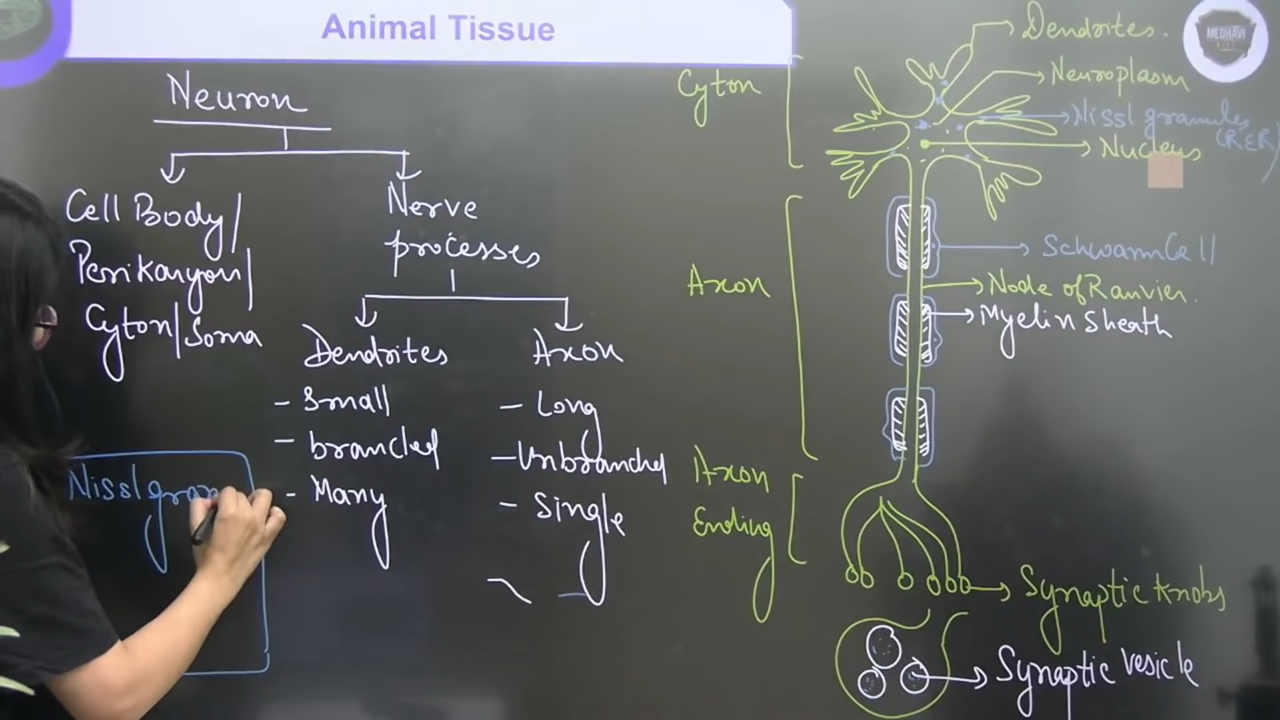 Animal Tissue
MEDHAVI
Neuron
Cell Body/
Perikaryon/
Cyton/Soma
Nerve
processes
Dendrites
- Small
- branched
- Many
Axon
- Long
- Unbranched
- Single
Nissl gran
Cyton
Axon
Axon
Ending
Dendrites.
Neuroplasm
Nissl granules
(RER)
Nucleus
Schwann Cell
Node of Ranvier.
Myelin Sheath
Synaptic Knobs
Synaptic vesicle